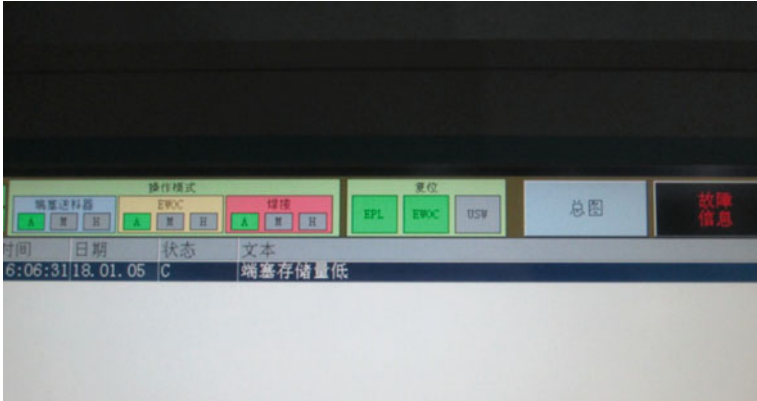 操作模式
复位
端塞送料器
EWOC
焊接
A M H
A M H
A M H
EPL
EWOC
USW
总图
故障
信息
时间 日期 状态 文本
6:06:31 18.01.05 C 端塞存储量低